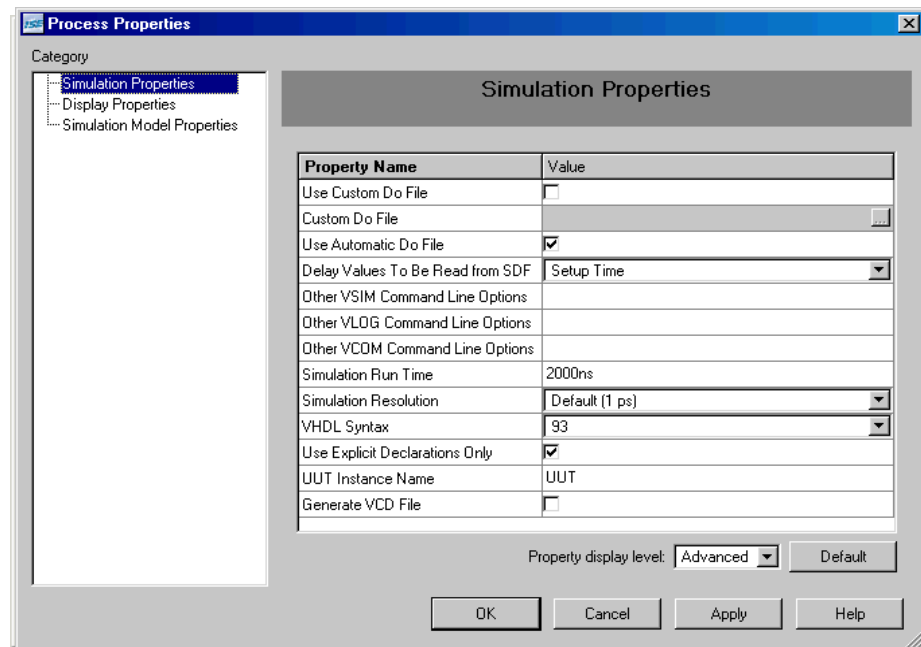 ISE Process Properties
Category
Simulation Properties
Display Properties
Simulation Model Properties
Simulation Properties
Property Name Value
Use Custom Do File
Custom Do File ...
Use Automatic Do File
Delay Values To Be Read from SDF Setup Time
Other VSIM Command Line Options
Other VLOG Command Line Options
Other VCOM Command Line Options
Simulation Run Time 2000ns
Simulation Resolution Default (1 ps)
VHDL Syntax 93
Use Explicit Declarations Only
UUT Instance Name UUT
Generate VCD File
Property display level: Advanced Default
OK Cancel Apply Help